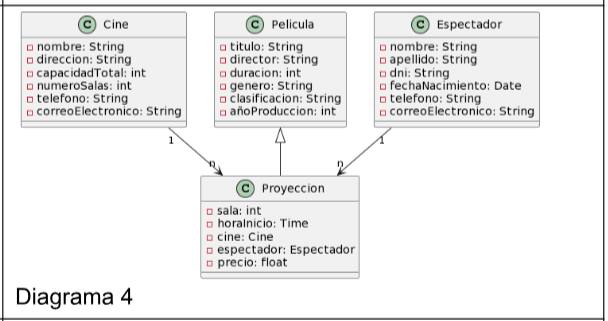 C Cine
nombre: String
direccion: String
capacidadTotal: int
numeroSalas: int
telefono: String
correoElectronico: String
C Pelicula
titulo: String
director: String
duracion: int
genero: String
clasificacion: String
añoProduccion: int
C Espectador
nombre: String
apellido: String
dni: String
fechaNacimiento: Date
telefono: String
correoElectronico: String
1
1
n
n
C Proyeccion
sala: int
horaInicio: Time
cine: Cine
espectador: Espectador
precio: float
Diagrama 4